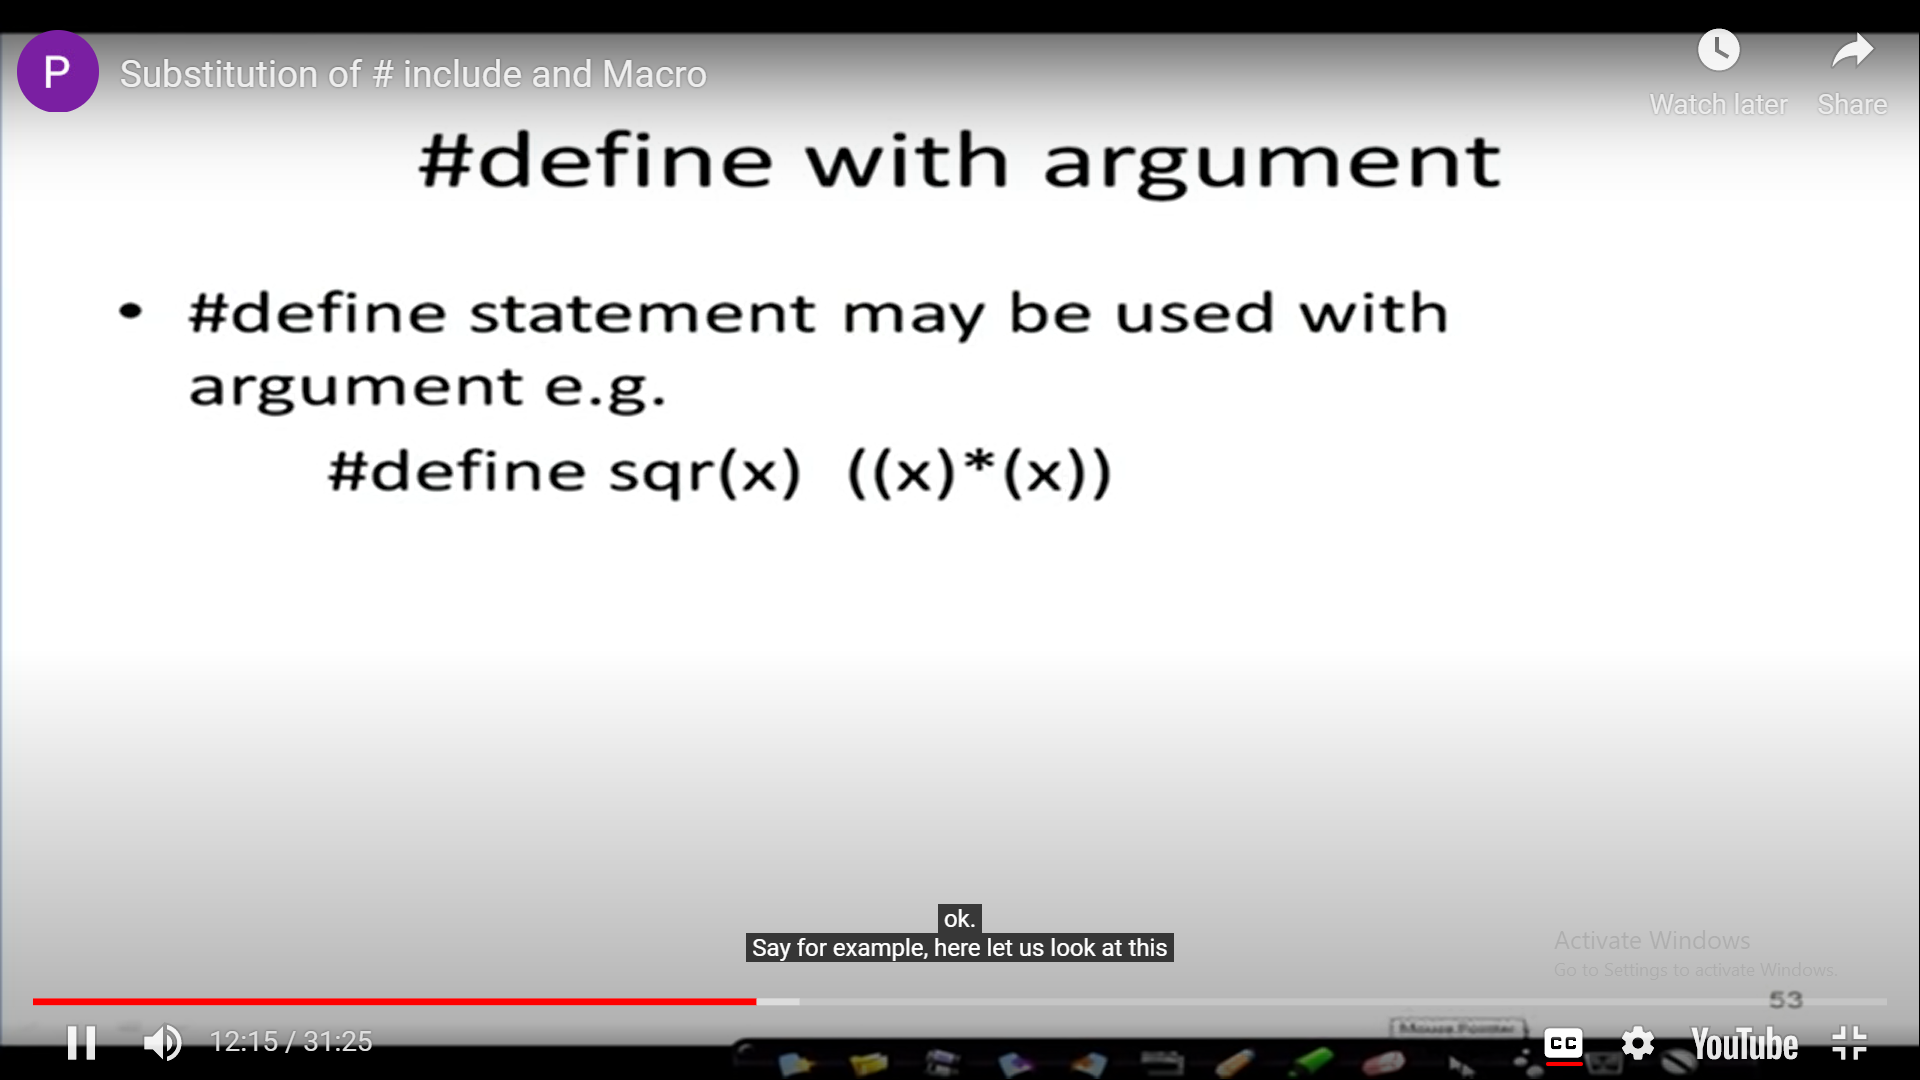 P
Substitution of # include and Macro
Watch later
Share
#define with argument
• #define statement may be used with
argument e.g.
#define sqr(x) ((x)*(x))
ok.
Say for example, here let us look at this
Activate Windows
Go to Settings to activate Windows.
53
Mouse Pointer
12:15 / 31:25
CC
YouTube